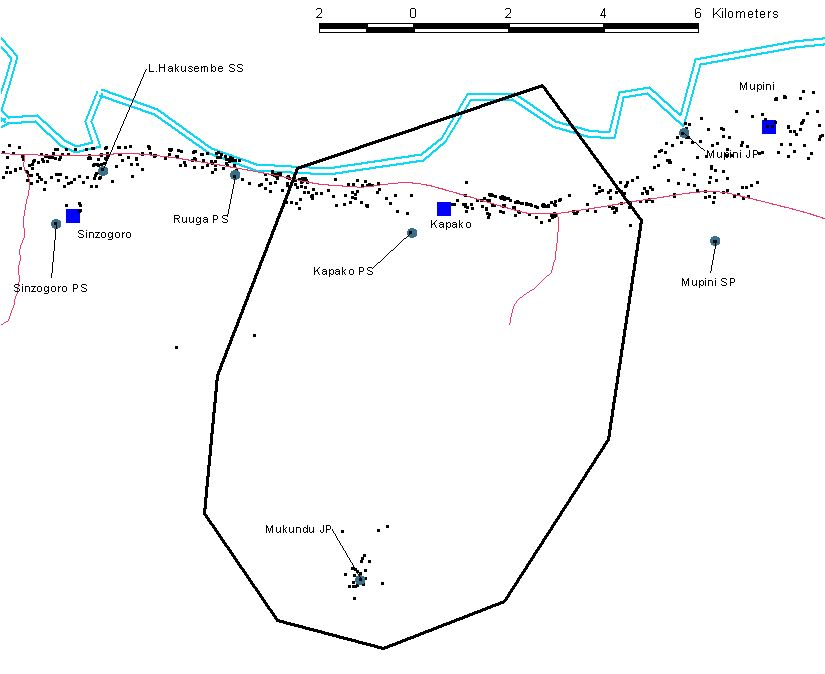 2 0 2 4 6 Kilometers
L.Hakusembe SS
Mupini
Mupini JP
Ruuga PS
Kapako
Sinzogoro
Kapako PS
Mupini SP
Sinzogoro PS
Mukundu JP